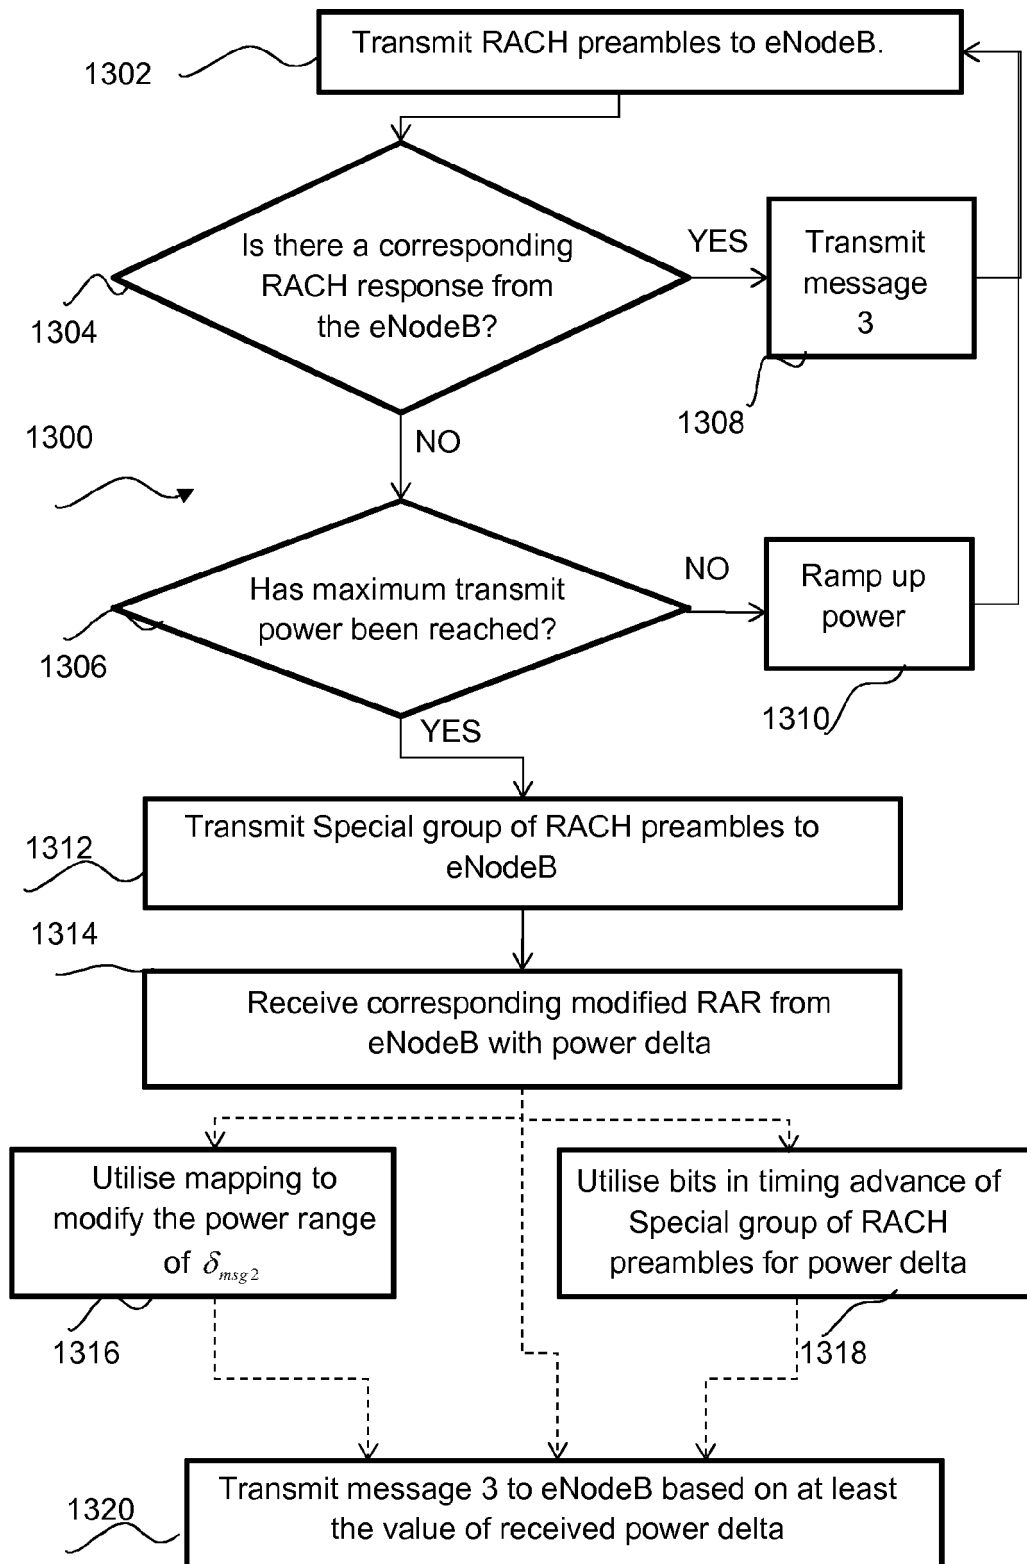 Transmit RACH preambles to eNodeB.
1302
Is there a corresponding
RACH response from
the eNodeB?
1304
YES
Transmit
message
3
1308
NO
1300
Has maximum transmit
power been reached?
1306
NO
Ramp up
power
1310
YES
Transmit Special group of RACH preambles to
eNodeB
1312
1314
Receive corresponding modified RAR from
eNodeB with power delta
Utilise mapping to
modify the power range
of δmsg2
1316
Utilise bits in timing advance of
Special group of RACH
preambles for power delta
1318
Transmit message 3 to eNodeB based on at least
the value of received power delta
1320